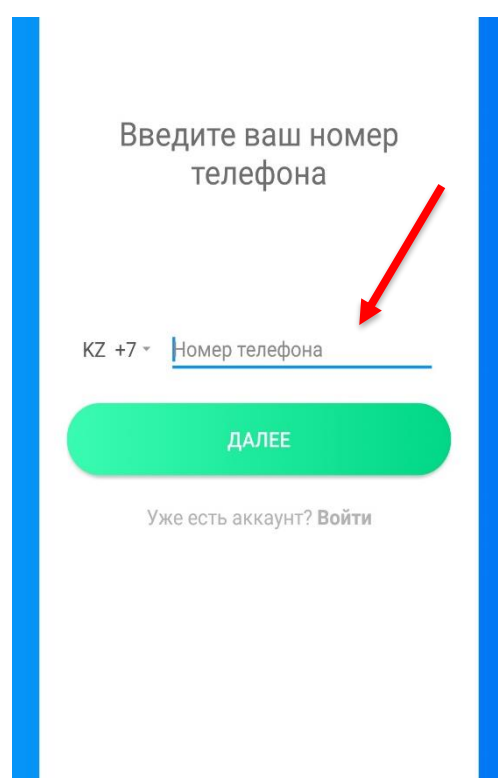 Введите ваш номер
телефона
KZ +7 Номер телефона
ДАЛЕЕ
Уже есть аккаунт? Войти